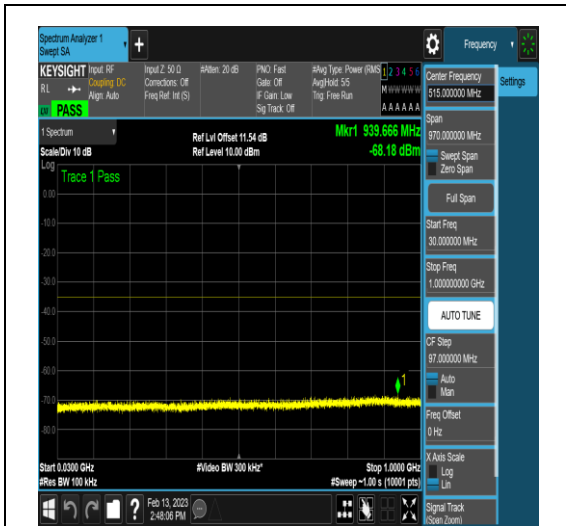 Spectrum Analyzer 1
Swept SA
+
Frequency
KEYSIGHT
RL
Input: RF
Coupling: DC
Align: Auto
Input Z: 50 Ω
Corrections: Off
Freq Ref: Int (S)
#Atten: 20 dB
PNO: Fast
Gate: Off
IF Gain: Low
Sig Track: Off
#Avg Type: Power (RMS
Avg|Hold: 5/5
Trig: Free Run
1 2 3 4 5 6
M W W W W W
A A A A A A
PASS
1 Spectrum
Scale/Div 10 dB
Ref Lvl Offset 11.54 dB
Ref Level 10.00 dBm
Mkr1 939.666 MHz
-68.18 dBm
Log
Trace 1 Pass
0.00
-10.0
-20.0
-30.0
-40.0
-50.0
-60.0
-70.0
-80.0
1
Start 0.0300 GHz
#Res BW 100 kHz
#Video BW 300 kHz*
Stop 1.0000 GHz
#Sweep ~1.00 s (10001 pts)
Feb 13, 2023
2:48:06 PM
Settings
Center Frequency
515.000000 MHz
Span
970.000000 MHz
Swept Span
Zero Span
Full Span
Start Freq
30.000000 MHz
Stop Freq
1.000000000 GHz
AUTO TUNE
CF Step
97.000000 MHz
Auto
Man
Freq Offset
0 Hz
X Axis Scale
Log
Lin
Signal Track
(Span Zoom)